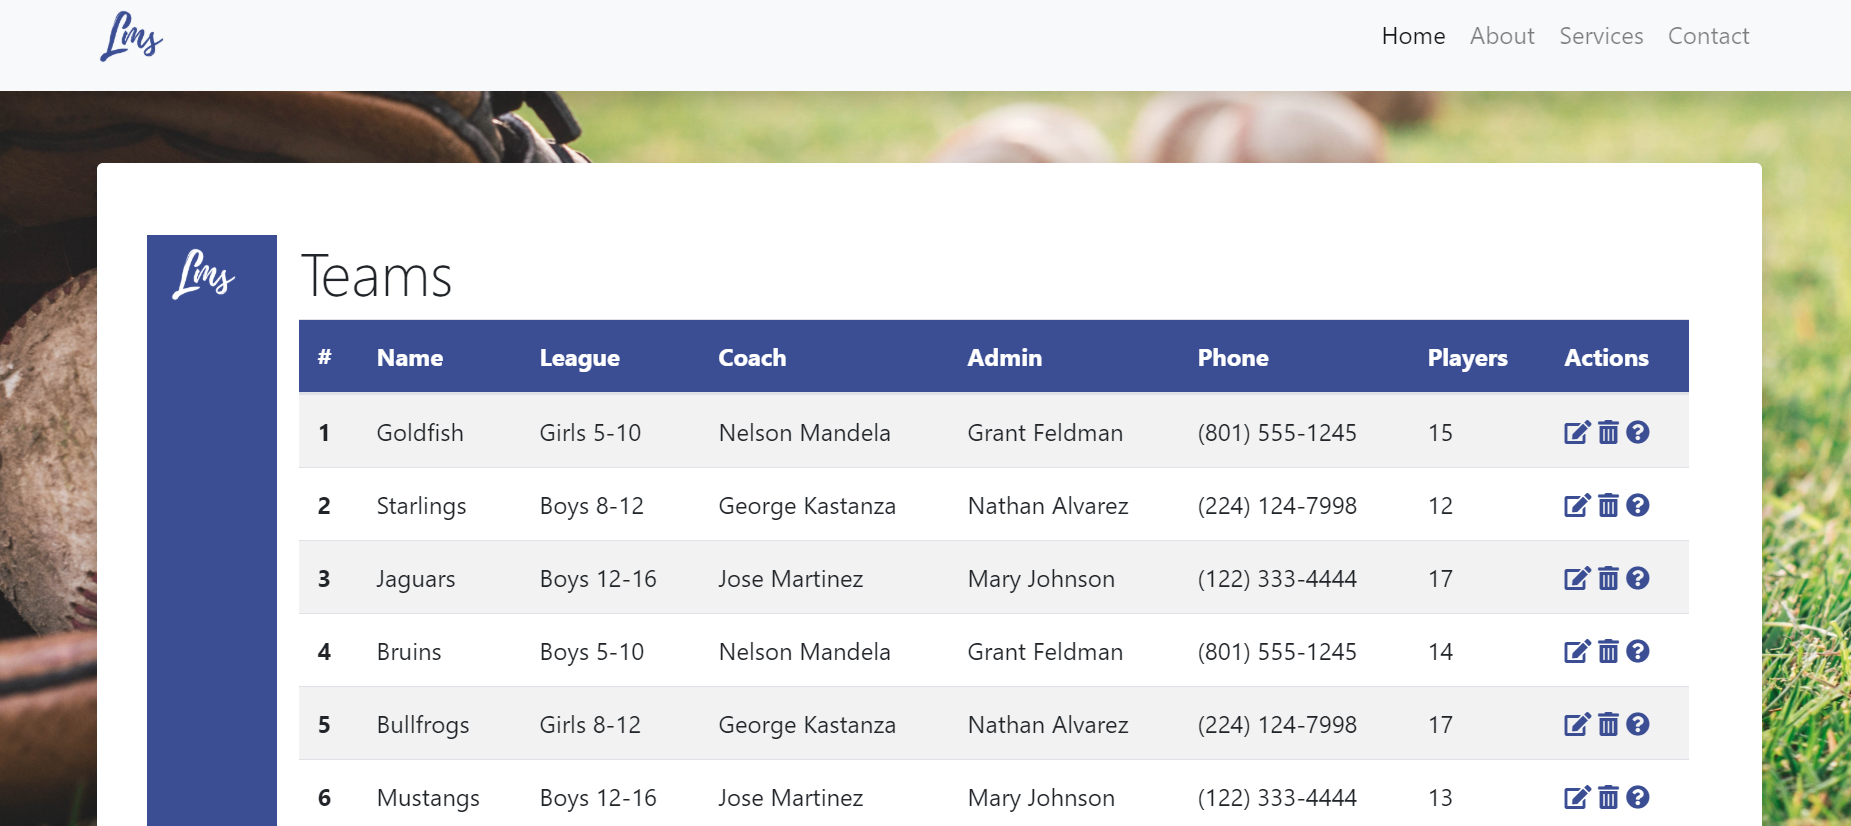 Lms Home About Services Contact
Lms
Teams
# Name League Coach Admin Phone Players Actions
1 Goldfish Girls 5-10 Nelson Mandela Grant Feldman (801) 555-1245 15
2 Starlings Boys 8-12 George Kastanza Nathan Alvarez (224) 124-7998 12
3 Jaguars Boys 12-16 Jose Martinez Mary Johnson (122) 333-4444 17
4 Bruins Boys 5-10 Nelson Mandela Grant Feldman (801) 555-1245 14
5 Bullfrogs Girls 8-12 George Kastanza Nathan Alvarez (224) 124-7998 17
6 Mustangs Boys 12-16 Jose Martinez Mary Johnson (122) 333-4444 13